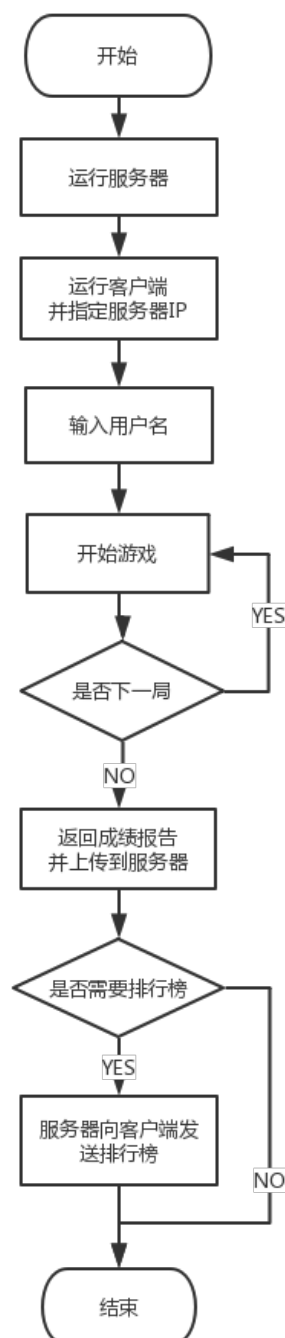 开始
运行服务器
运行客户端
并指定服务器IP
输入用户名
开始游戏
YES
是否下一局
NO
返回成绩报告
并上传到服务器
是否需要排行榜
YES
服务器向客户端发
送排行榜
NO
结束